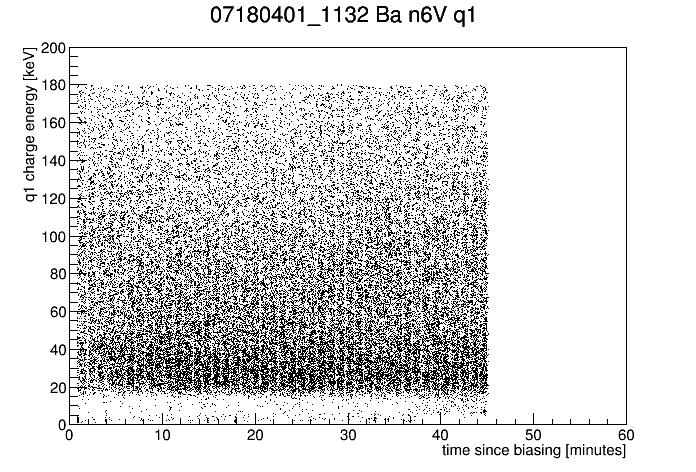 07180401_1132 Ba n6V q1
q1 charge energy [keV]
200
180
160
140
120
100
80
60
40
20
0
0 10 20 30 40 50 60
time since biasing [minutes]